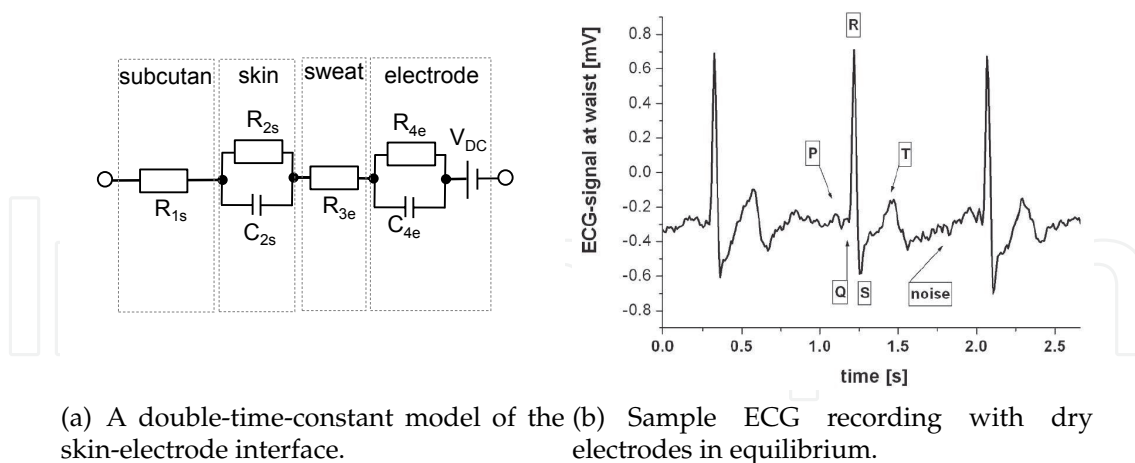 subcutan skin sweat electrode
R2s
R4e
VDC
R1s
R3e
C2s
C4e
ECG-signal at waist [mV]
0.8
0.6
0.4
0.2
0.0
-0.2
-0.4
-0.6
-0.8
R
P
T
Q
S
noise
0.0 0.5 1.0 1.5 2.0 2.5
time [s]
(a) A double-time-constant model of the
skin-electrode interface.
(b) Sample ECG recording with dry
electrodes in equilibrium.